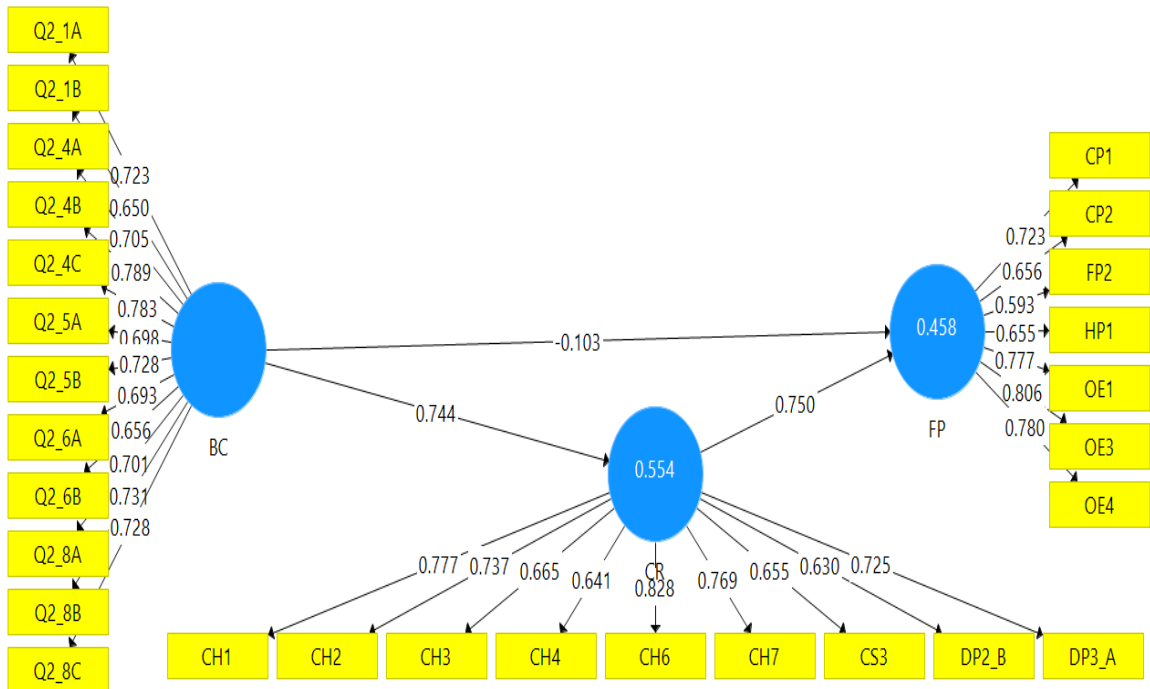 Q2_1A
Q2_1B
Q2_4A
Q2_4B
Q2_4C
Q2_5A
Q2_5B
Q2_6A
Q2_6B
Q2_8A
Q2_8B
Q2_8C
0.723
0.650
0.705
0.789
0.783
0.698
0.728
0.693
0.656
0.701
0.731
0.728
BC
-0.103
0.744
0.750
0.554
CR
0.458
FP
0.723
0.656
0.593
0.655
0.777
0.806
0.780
CP1
CP2
FP2
HP1
OE1
OE3
OE4
0.777
0.737
0.665
0.641
0.828
0.769
0.655
0.630
0.725
CH1
CH2
CH3
CH4
CH6
CH7
CS3
DP2_B
DP3_A